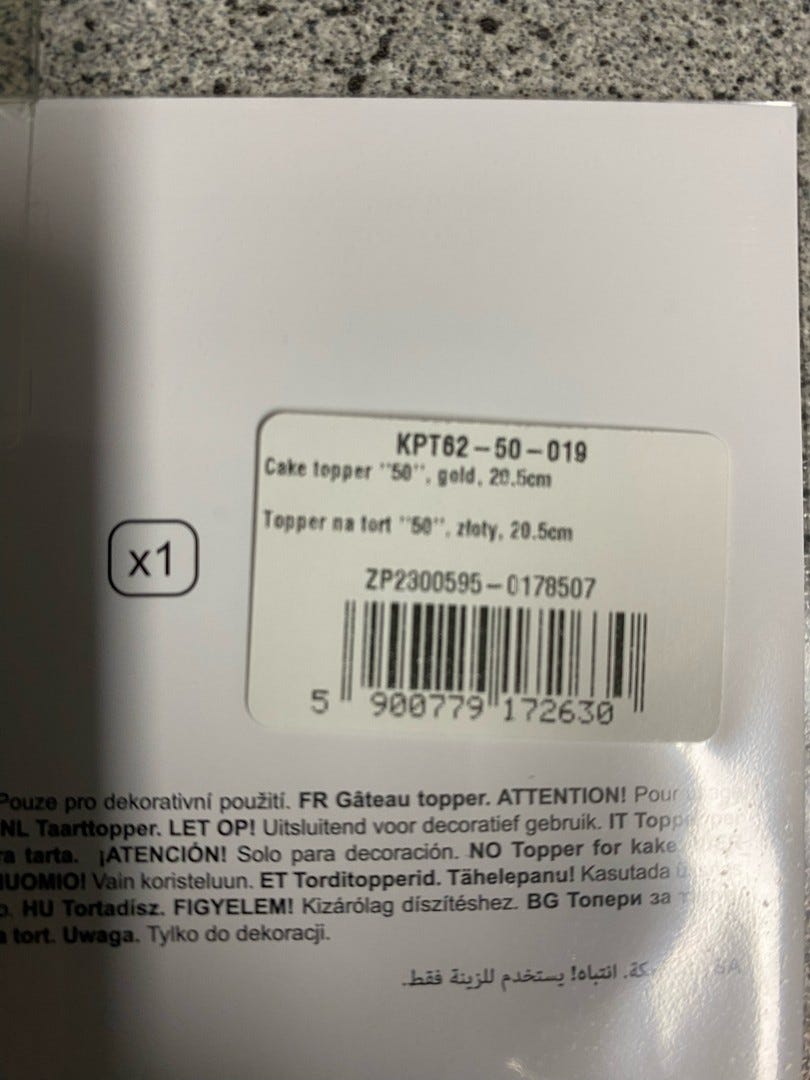 KPT62-50-019
Cake topper "50", gold, 20.5cm
Topper na tort "50", złoty, 20.5cm
x1
ZP2300595-0178507
5 900779 172630
Pouze pro dekorativní použití. FR Gâteau topper. ATTENTION! Pour
NL Taarttopper. LET OP! Uitsluitend voor decoratief gebruik. IT
ra tarta. ¡ATENCIÓN! Solo para decoración. NO Topper for kake.
HUOMIO! Vain koristeluun. ET Torditopperid. Tähelepanu! Kasutada
HU Tortadísz. FIGYELEM! Kizárólag díszítéshez. BG Топери за
a tort. Uwaga. Tylko do dekoracji.
انتباه! يستخدم للزينة فقط.